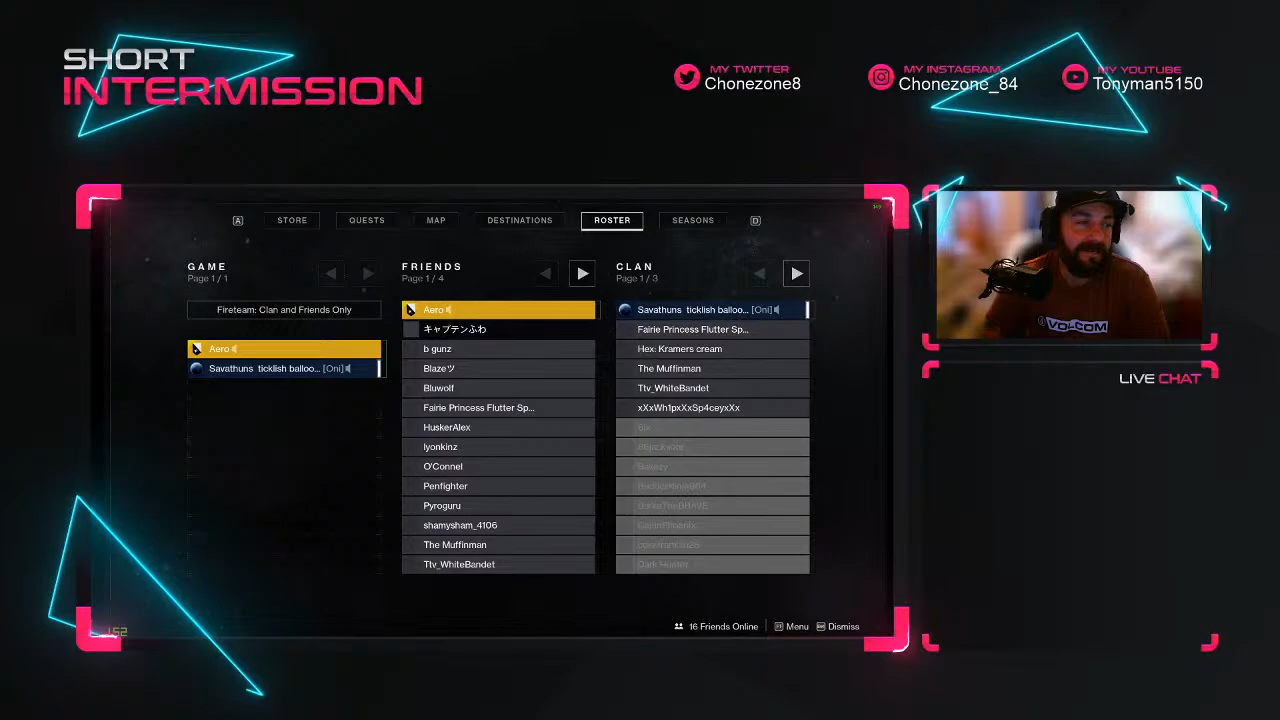 SHORT
INTERMISSION
MY TWITTER
Chonezone8
MY INSTAGRAM
Chonezone_84
MY YOUTUBE
Tonyman5150
A
STORE
QUESTS
MAP
DESTINATIONS
ROSTER
SEASONS
D
GAME
Page 1 / 1
Fireteam: Clan and Friends Only
Aero
Savathuns ticklish balloo... [Oni]
FRIENDS
Page 1 / 4
Aero
キャプテンふわ
b gunz
Blazeツ
Bluwolf
Fairie Princess Flutter Sp...
HuskerAlex
lyonkinz
O'Connel
Penfighter
Pyroguru
shamysham_4106
The Muffinman
Ttv_WhiteBandet
CLAN
Page 1 / 3
Savathuns ticklish balloo... [Oni]
Fairie Princess Flutter Sp...
Hex: Kramers cream
The Muffinman
Ttv_WhiteBandet
xXxWh1pxXxSp4ceyxXx
Dark Hunter
16 Friends Online
Menu
Dismiss
VOLCOM
LIVE CHAT